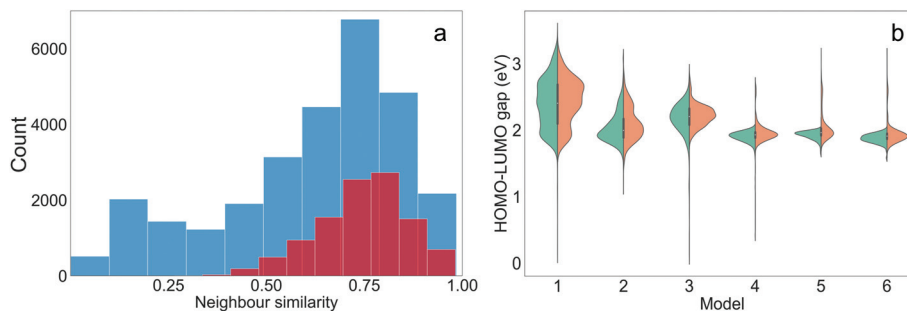 a
6000
4000
2000
0
Count
0.25
0.50
0.75
1.00
Neighbour similarity
b
3
2
1
0
HOMO-LUMO gap (eV)
1 2 3 4 5 6
Model